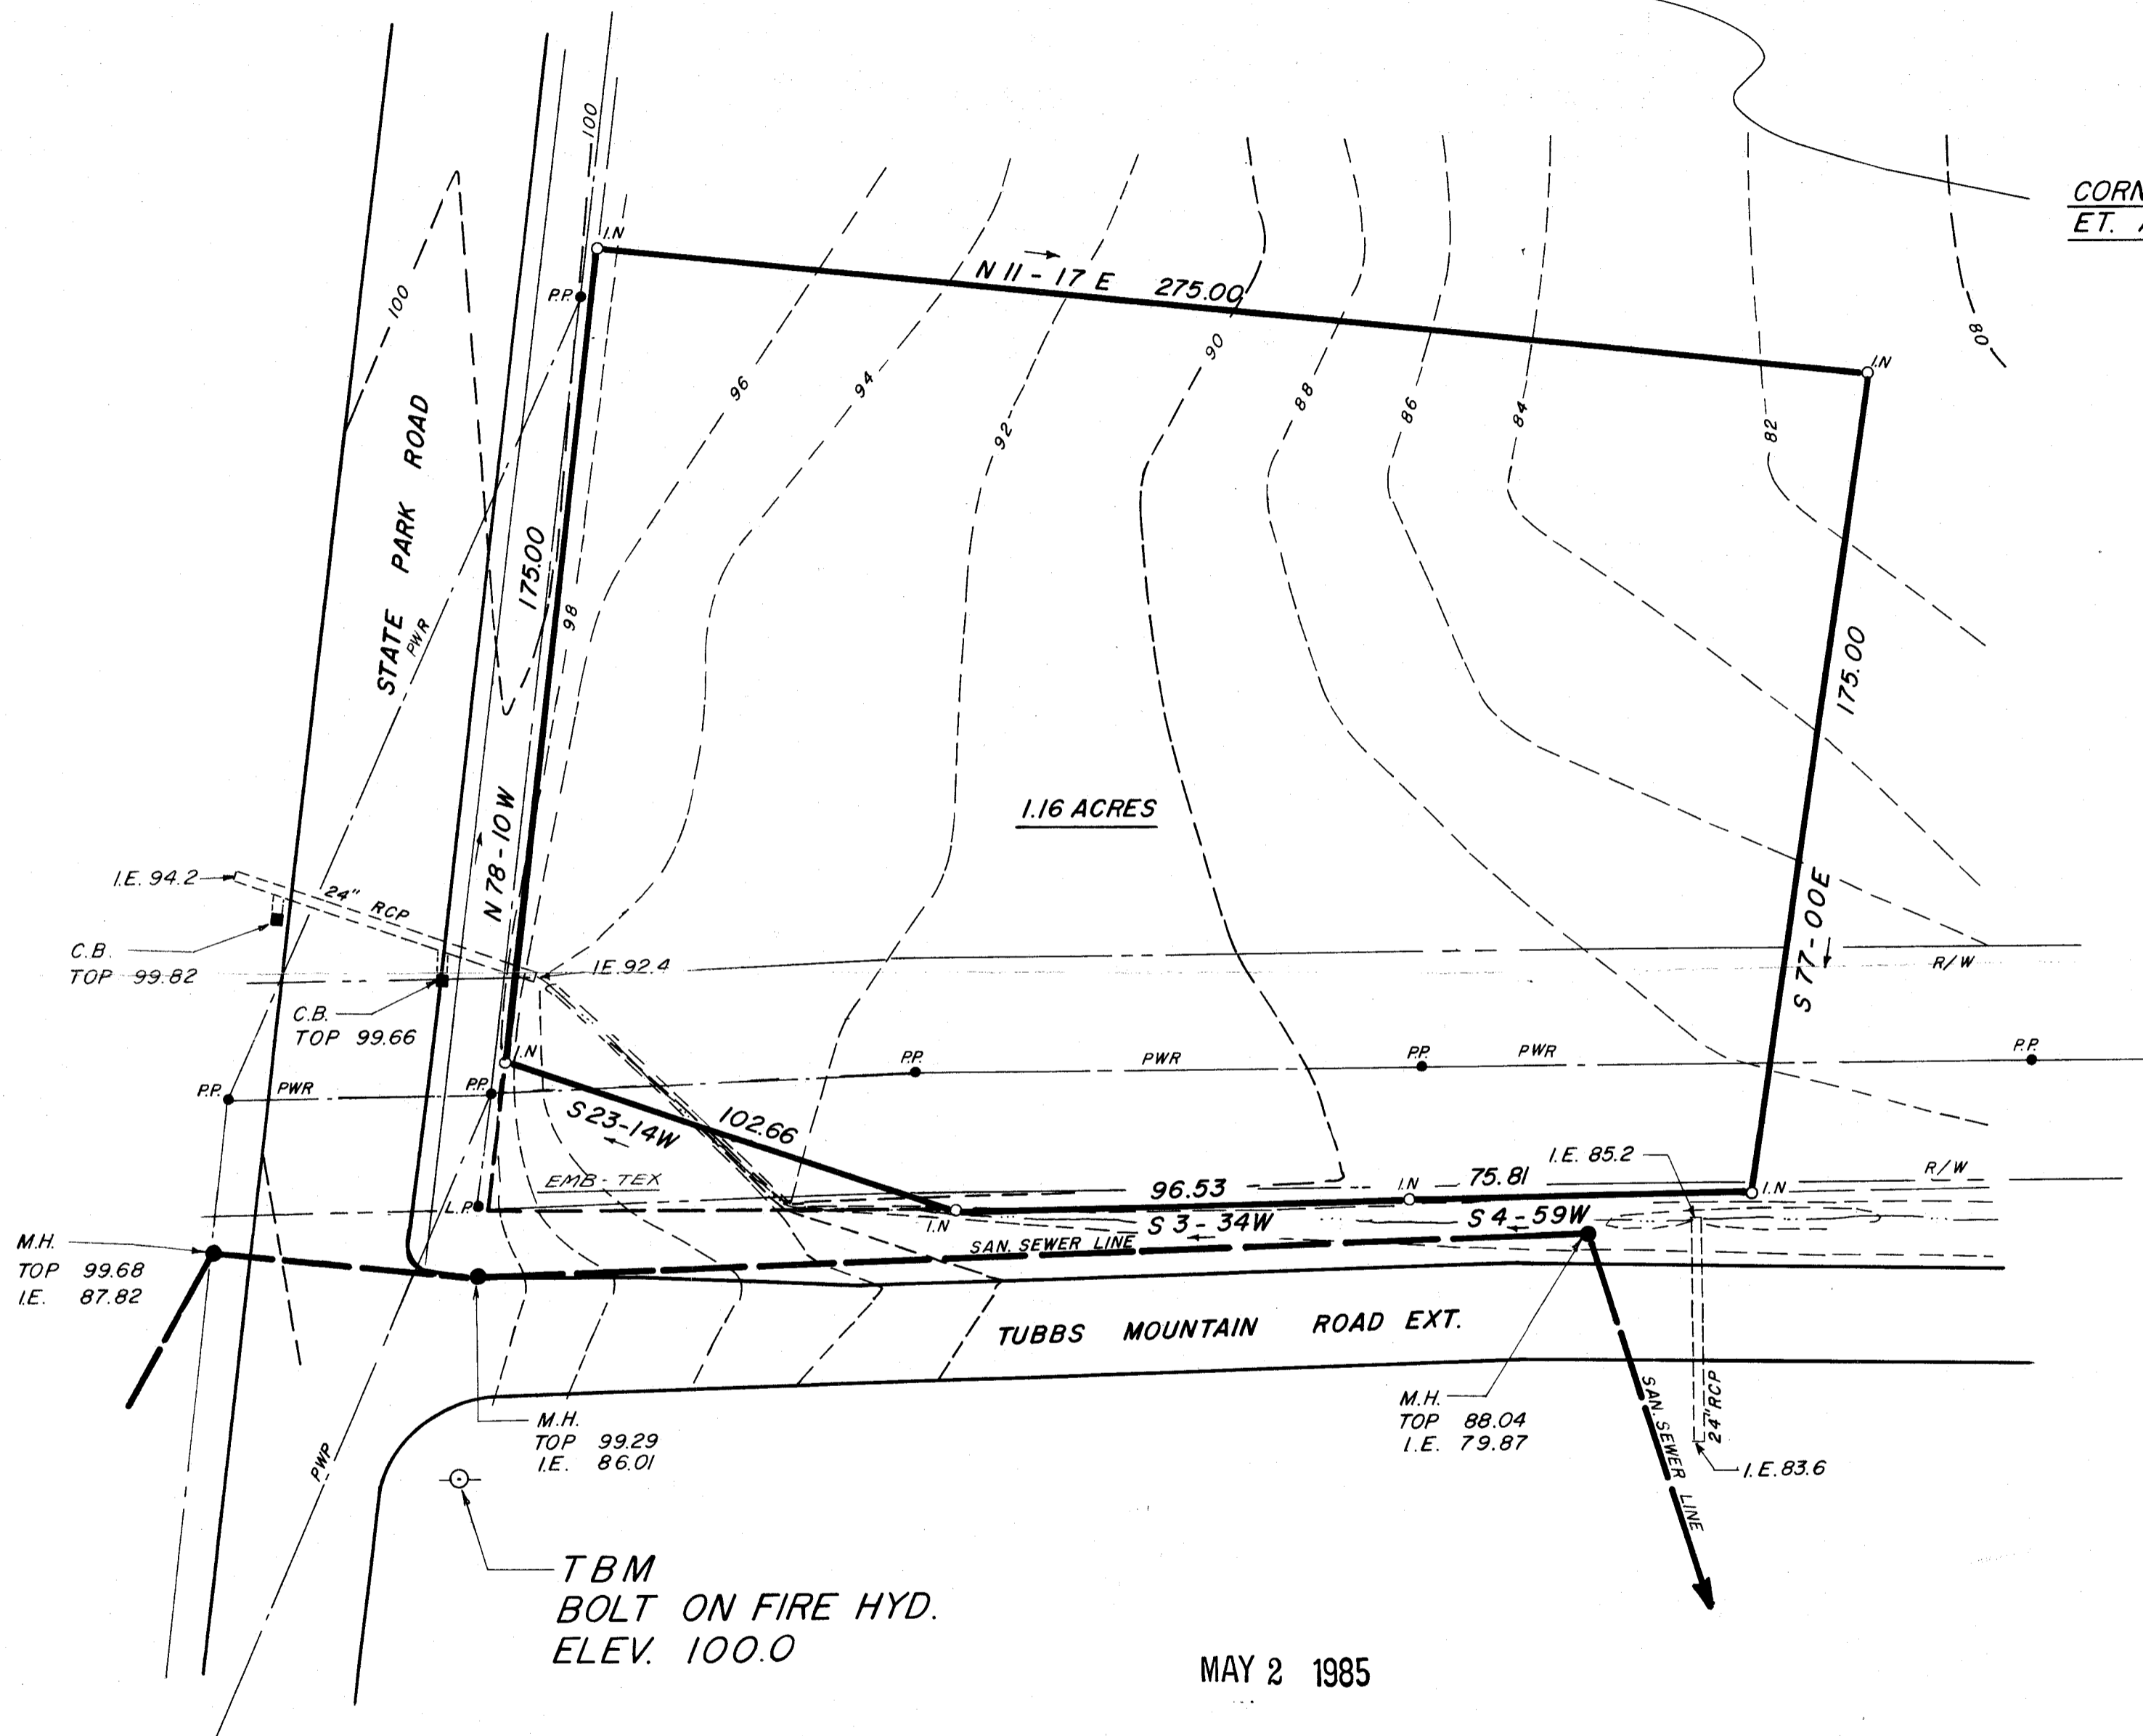 100
I.N
CORN
ET. A
N 11 - 17 E 275.00
P.P.
100
I.N
80
90
96
94
88
86
84
82
92
STATE PARK ROAD
PWR
175.00
98
175.00
N 78-10 W
1.16 ACRES
S 77-00E
I.E. 94.2
24" RCP
C.B.
TOP 99.82
I.E. 92.4
R/W
C.B.
TOP 99.66
I.N
P.P.
PWR
P.P.
P.P.
PWR
P.P.
PWR
P.P.
S 23-14W
102.66
I.E. 85.2
EMB-TEX
96.53
I.N
75.81
I.N
R/W
L.P.
I.N
S 3-34W
S 4-59W
M.H.
TOP 99.68
I.E. 87.82
SAN. SEWER LINE
TUBBS MOUNTAIN ROAD EXT.
M.H.
TOP 99.29
I.E. 86.01
M.H.
TOP 88.04
I.E. 79.87
SAN. SEWER LINE
24" RCP
I.E. 83.6
PWP
TBM
BOLT ON FIRE HYD.
ELEV. 100.0
MAY 2 1985